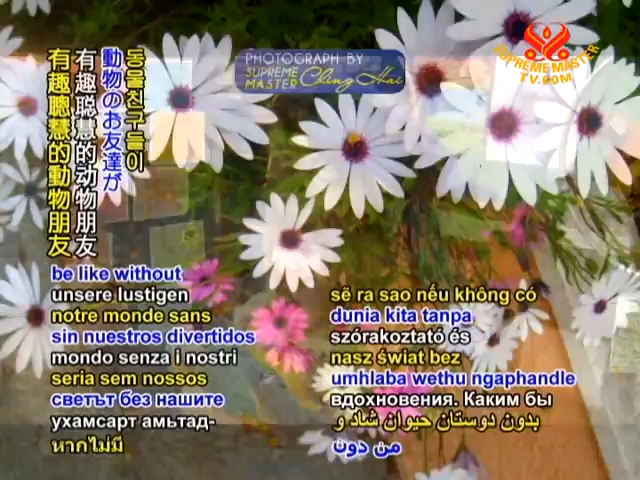 PHOTOGRAPH BY
SUPREME
MASTER Ching Hai
SUPREME MASTER
TV.COM
有趣聰慧的動物朋友
有趣聪慧的动物朋友
動物のお友達が
동물친구들이
be like without
unsere lustigen
notre monde sans
sin nuestros divertidos
mondo senza i nostri
seria sem nossos
светът без нашите
ухамсарт амьтад-
หากไม่มี
sẽ ra sao nếu không có
dunia kita tanpa
szórakoztató és
nasz świat bez
umhlaba wethu ngaphandle
вдохновения. Каким бы
بدون دوستان حیوان شاد و
من دون